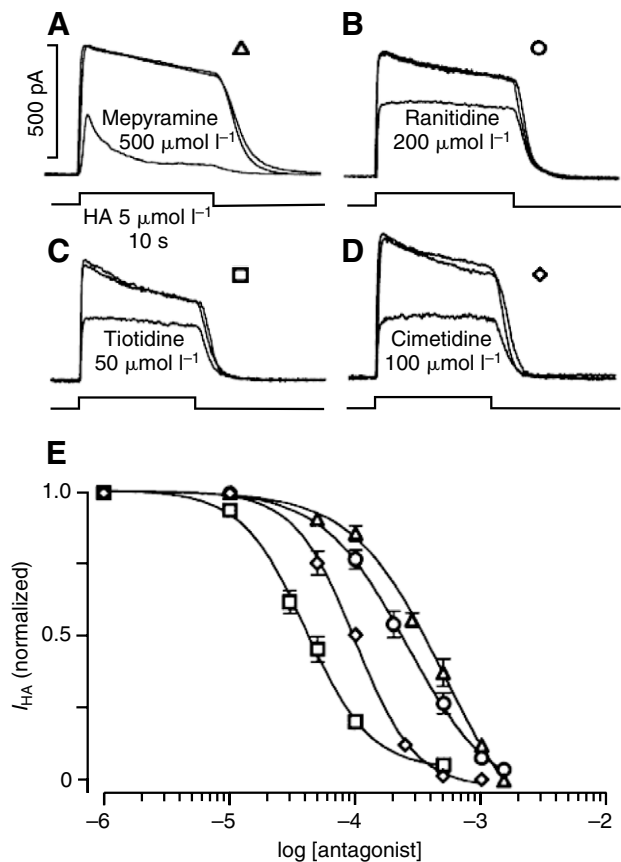 A
B
500 pA
Mepyramine
500 μmol l⁻¹
Ranitidine
200 μmol l⁻¹
HA 5 μmol l⁻¹
10 s
C
D
Tiotidine
50 μmol l⁻¹
Cimetidine
100 μmol l⁻¹
E
1.0
0.5
0
I_HA (normalized)
−6
−5
−4
−3
−2
log [antagonist]